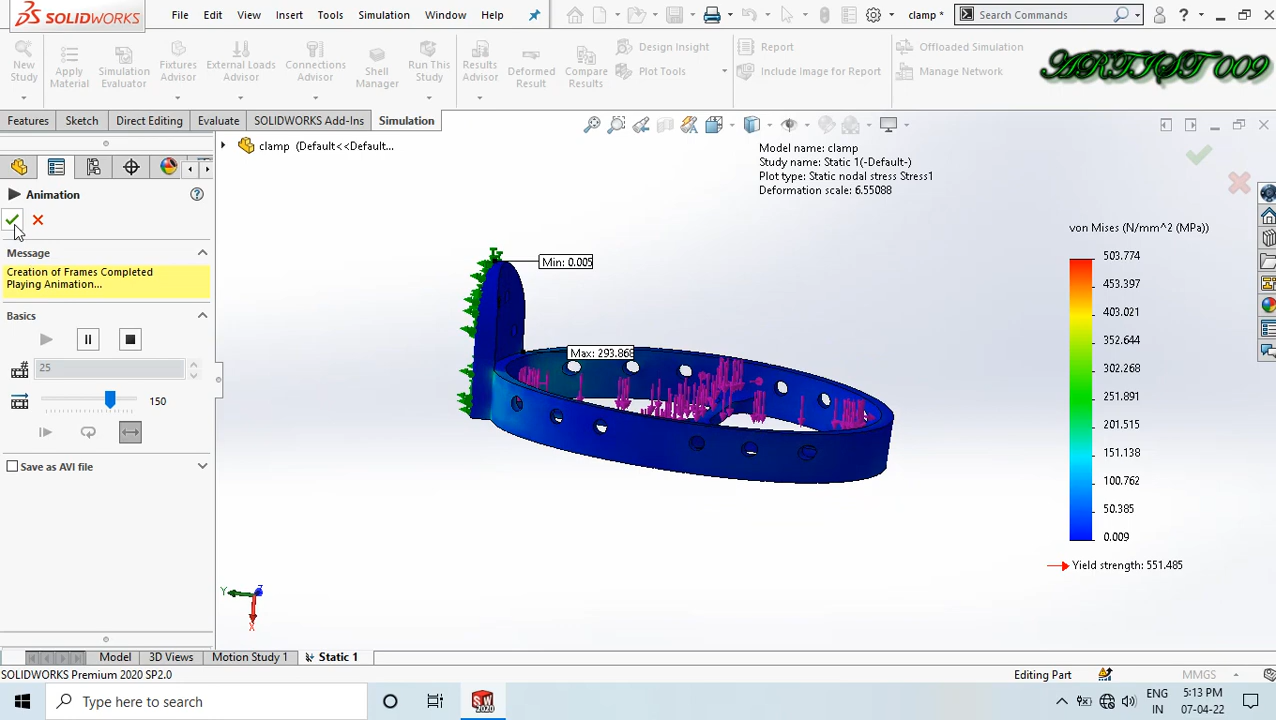 SOLIDWORKS
File
Edit
View
Insert
Tools
Simulation
Window
Help
clamp *
Search Commands
New
Study
Apply
Material
Simulation
Evaluator
Fixtures
Advisor
External Loads
Advisor
Connections
Advisor
Shell
Manager
Run This
Study
Results
Advisor
Deformed
Result
Compare
Results
Design Insight
Plot Tools
Report
Include Image for Report
Offloaded Simulation
Manage Network
ARTIST 009
Features
Sketch
Direct Editing
Evaluate
SOLIDWORKS Add-Ins
Simulation
clamp (Default<<Default...
Model name: clamp
Study name: Static 1(-Default-)
Plot type: Static nodal stress Stress1
Deformation scale: 6.55088
Animation
Message
Creation of Frames Completed
Playing Animation...
Basics
25
150
Save as AVI file
Min: 0.005
Max: 293.868
von Mises (N/mm^2 (MPa))
503.774
453.397
403.021
352.644
302.268
251.891
201.515
151.138
100.762
50.385
0.009
Yield strength: 551.485
Y
Z
X
Model
3D Views
Motion Study 1
Static 1
SOLIDWORKS Premium 2020 SP2.0
Editing Part
MMGS
Type here to search
SW
2020
ENG
IN
5:13 PM
07-04-22